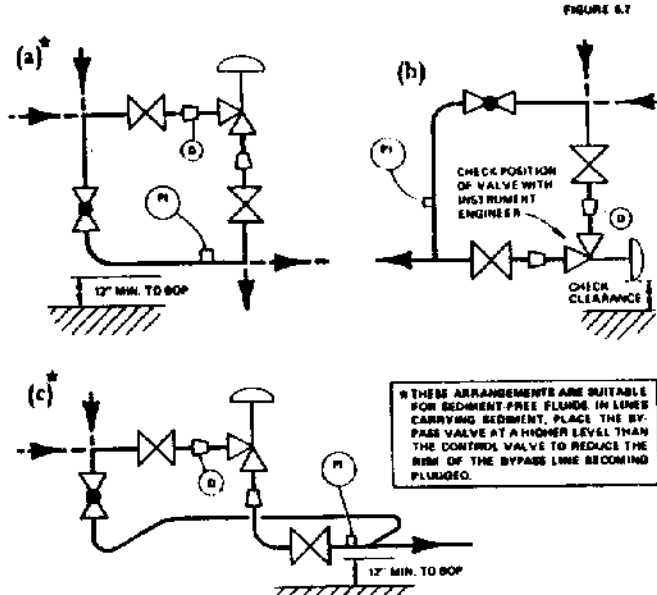 FIGURE 6.7
(a)*
(b)
D
PI
PI
CHECK POSITION
OF VALVE WITH
INSTRUMENT
ENGINEER
D
12" MIN. TO BOP
CHECK
CLEARANCE
(c)*
D
PI
12" MIN. TO BOP
* THESE ARRANGEMENTS ARE SUITABLE
FOR SEDIMENT-FREE FLUIDS. IN LINES
CARRYING SEDIMENT, PLACE THE BY-
PASS VALVE AT A HIGHER LEVEL THAN
THE CONTROL VALVE TO REDUCE THE
RISK OF THE BYPASS LINE BECOMING
PLUGGED.